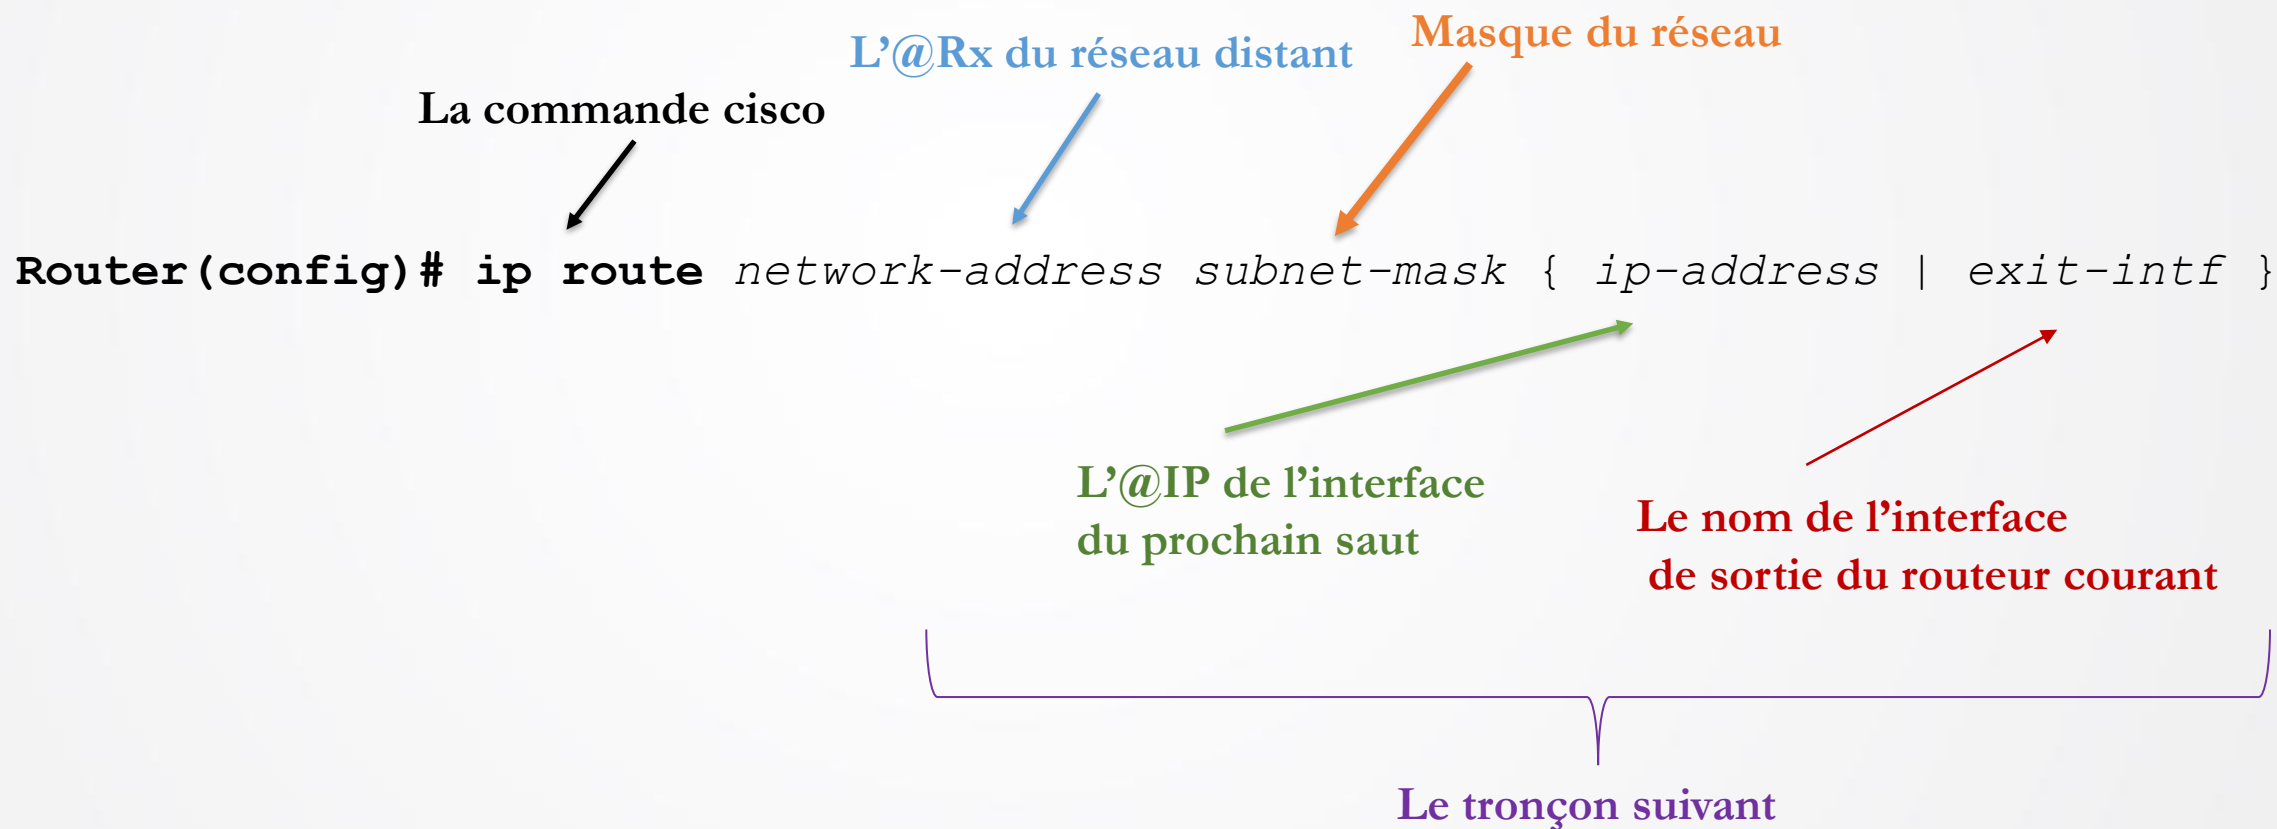 Masque du réseau
L’@Rx du réseau distant
La commande cisco
Router(config)# ip route network-address subnet-mask { ip-address | exit-intf }
L’@IP de l’interface
du prochain saut
Le nom de l’interface
de sortie du routeur courant
Le tronçon suivant